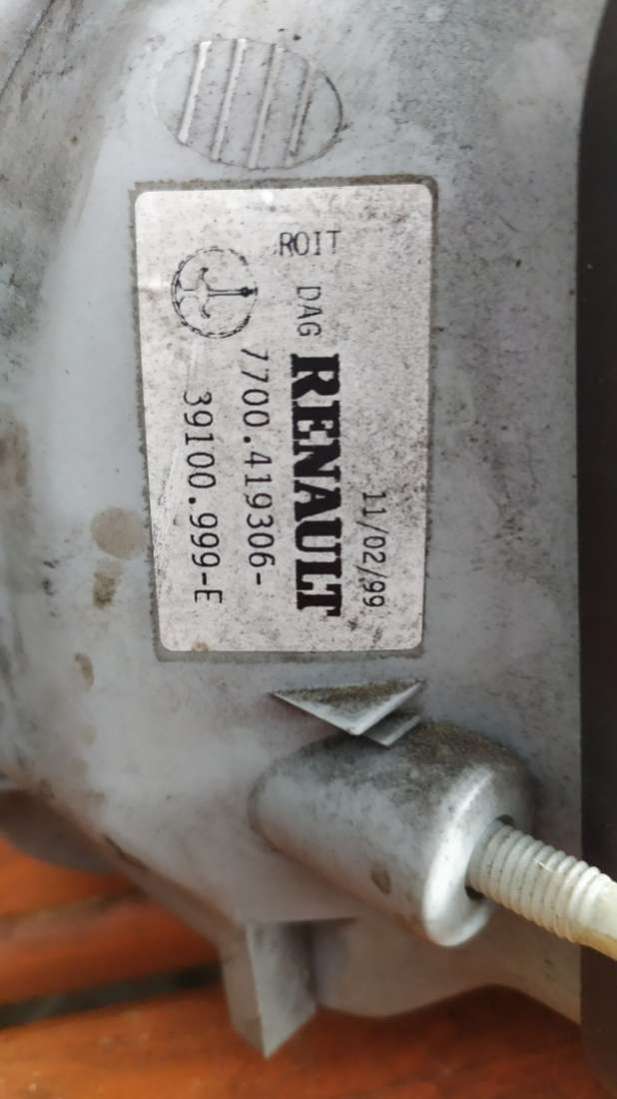 11/02/99
RENAULT
ROIT DAG
7700.419306-
39100.999-E